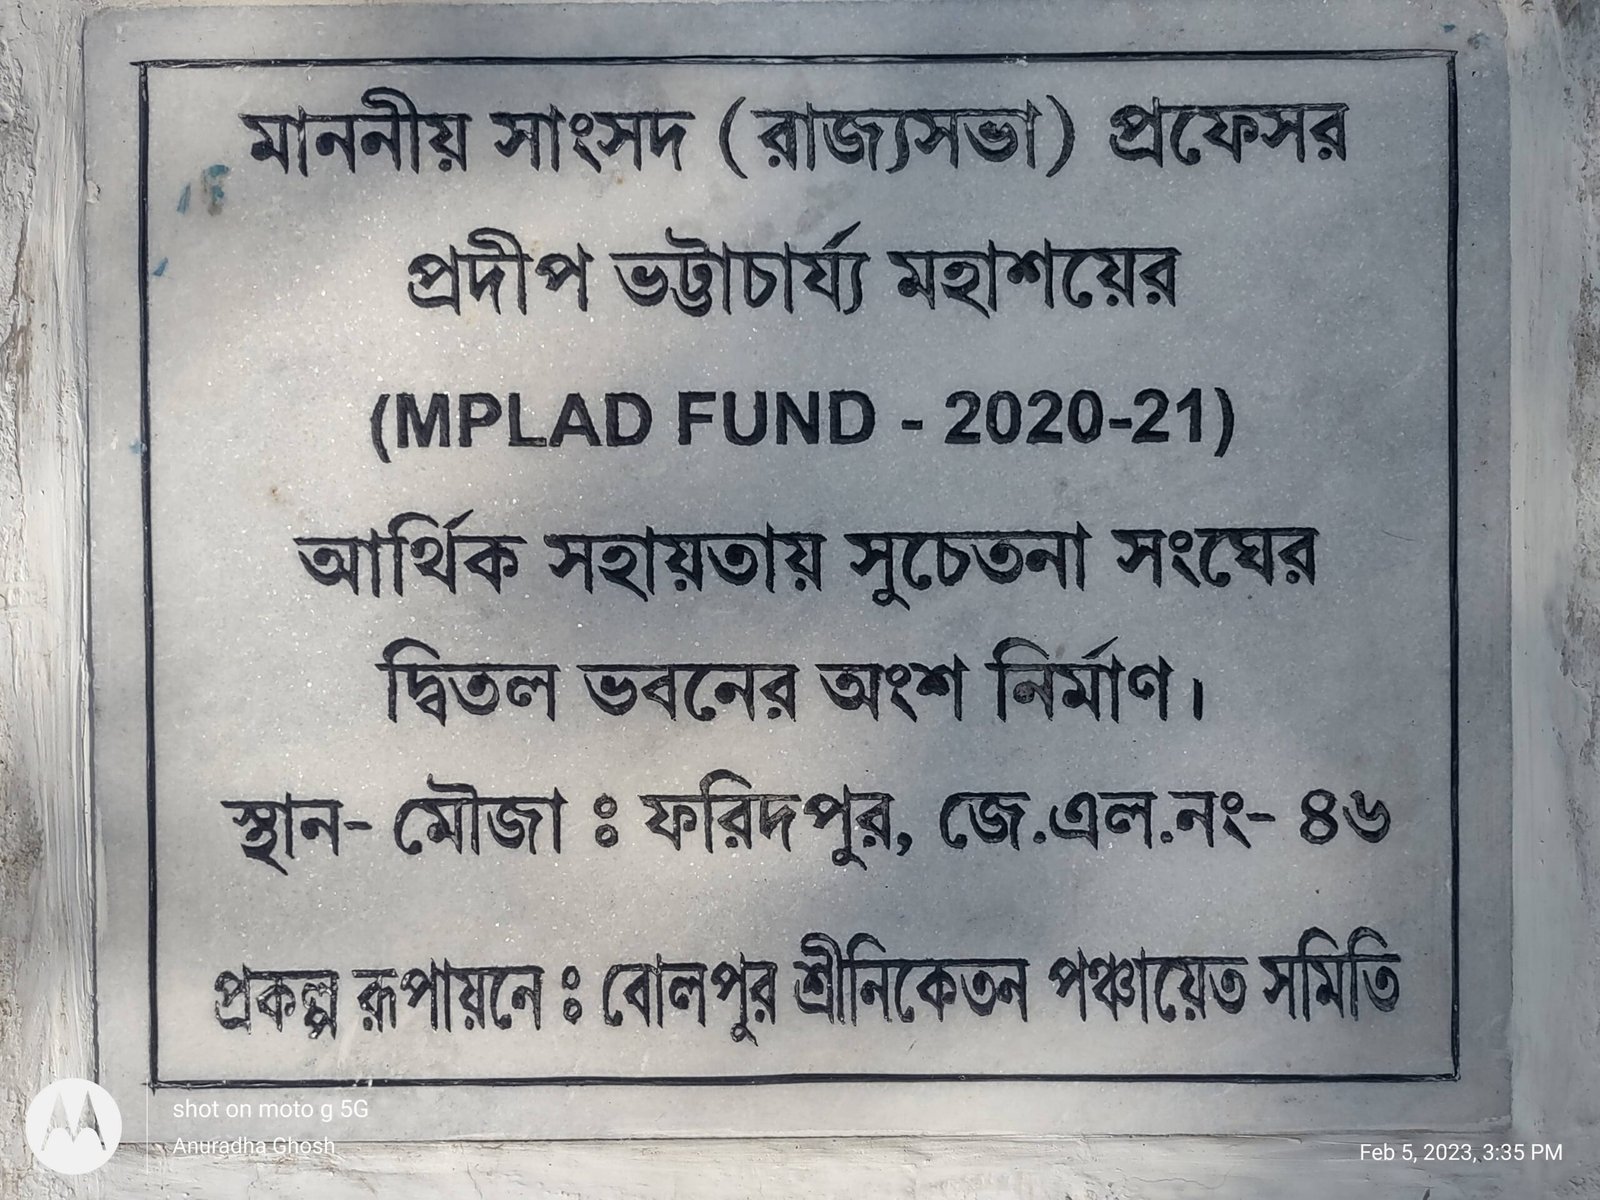 মাননীয় সাংসদ (রাজ্যসভা) প্রফেসর
প্রদীপ ভট্টাচার্য্য মহাশয়ের
(MPLAD FUND - 2020-21)
আর্থিক সহায়তায় সুচেতনা সংঘের
দ্বিতল ভবনের অংশ নির্মাণ।
স্থান- মৌজা ঃ ফরিদপুর, জে.এল.নং- ৪৬
প্রকল্প রূপায়নে ঃ বোলপুর শ্রীনিকেতন পঞ্চায়েত সমিতি
shot on moto g 5G
Anuradha Ghosh
Feb 5, 2023, 3:35 PM